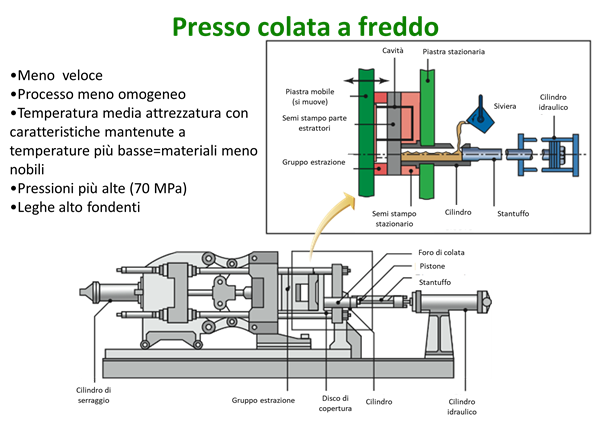 Presso colata a freddo
•Meno veloce
•Processo meno omogeneo
•Temperatura media attrezzatura con
caratteristiche mantenute a
temperature più basse=materiali meno
nobili
•Pressioni più alte (70 MPa)
•Leghe alto fondenti
Cavità
Piastra stazionaria
Piastra mobile
(si muove)
Siviera
Cilindro
idraulico
Semi stampo parte
estrattori
Gruppo estrazione
Semi stampo
stazionario
Cilindro
Stantuffo
Foro di colata
Pistone
Stantuffo
Cilindro di
serraggio
Gruppo estrazione
Disco di
copertura
Cilindro
Cilindro
idraulico